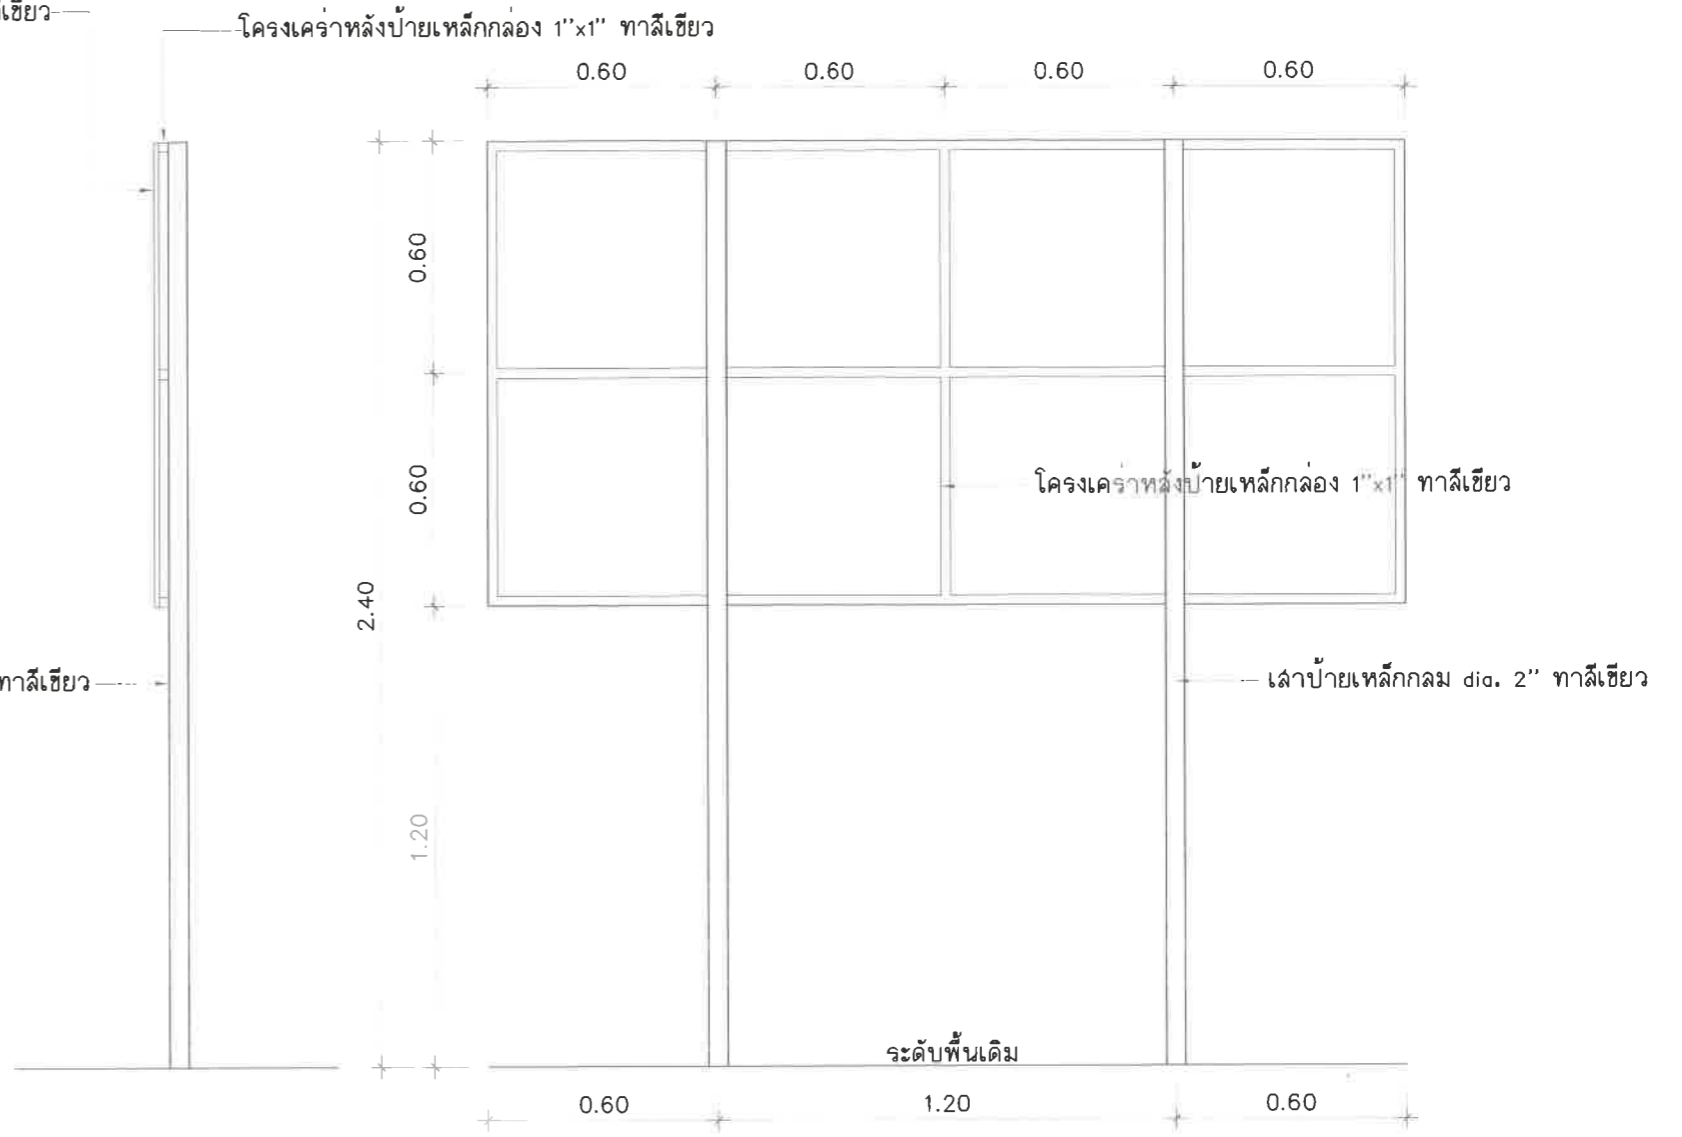 ทาสีเขียว
โครงเคร่าหลังป้ายเหล็กกล่อง 1"x1" ทาสีเขียว
0.60 0.60 0.60 0.60
0.60
0.60
โครงเคร่าหลังป้ายเหล็กกล่อง 1"x1" ทาสีเขียว
2.40
ทาสีเขียว
เสาป้ายเหล็กกลม dia. 2" ทาสีเขียว
1.20
ระดับพื้นเดิม
0.60 1.20 0.60